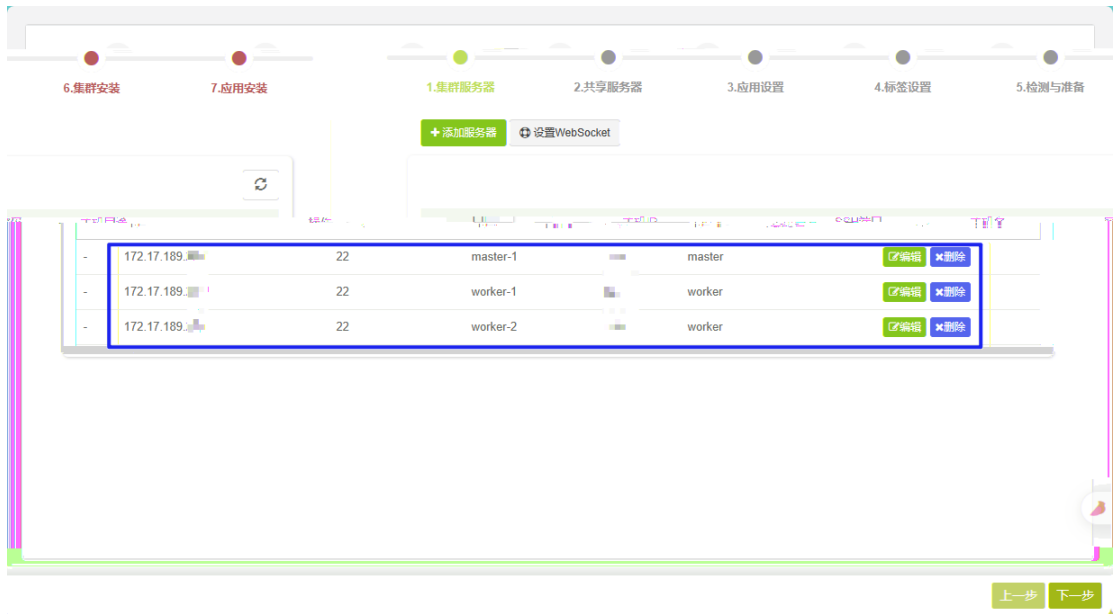 6.集群安装 7.应用安装 1.集群服务器 2.共享服务器 3.应用设置 4.标签设置 5.检测与准备
添加服务器 设置WebSocket
- 172.17.189. 22 master-1 master 编辑 删除
- 172.17.189. 22 worker-1 worker 编辑 删除
- 172.17.189. 22 worker-2 worker 编辑 删除
上一步 下一步